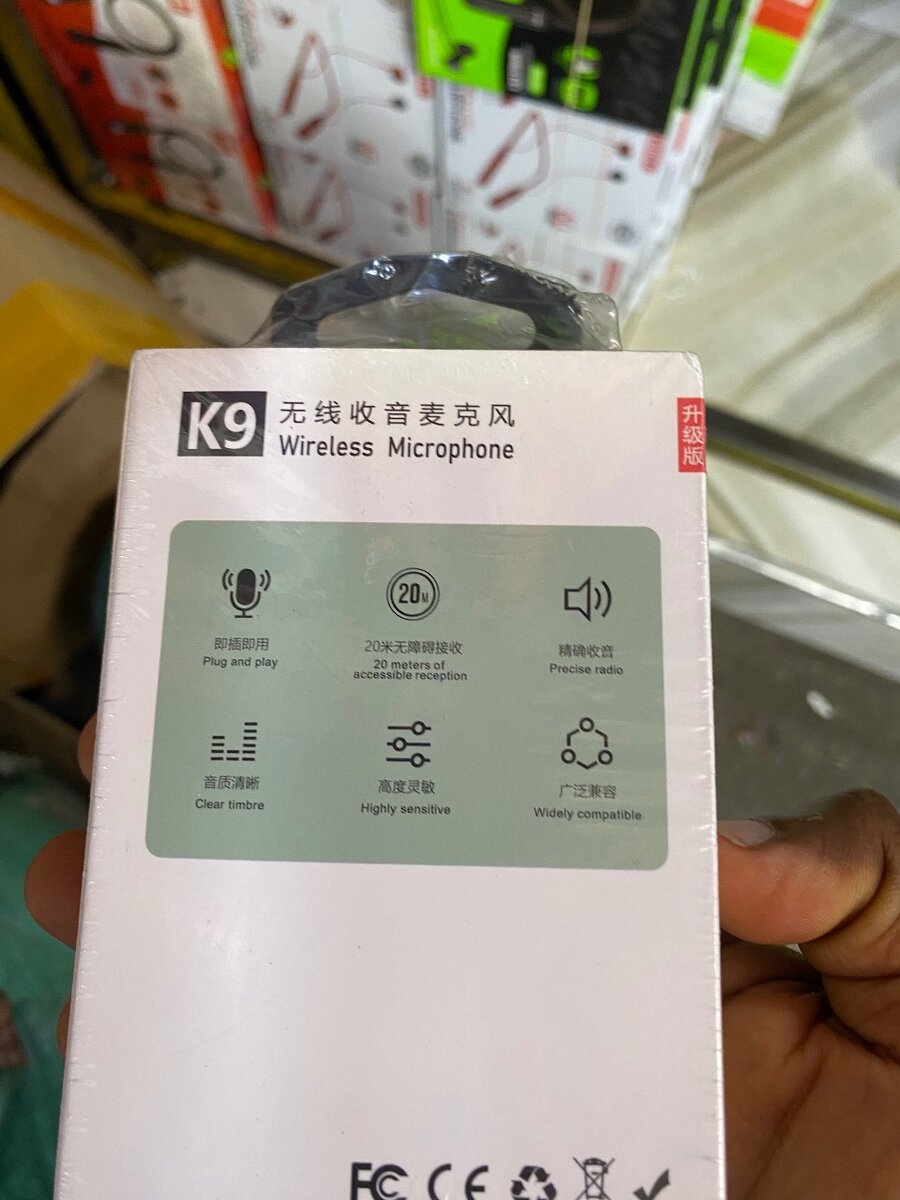 K9
无线收音麦克风
Wireless Microphone
升级版
20M
即插即用
Plug and play
20米无障碍接收
20 meters of
accessible reception
精确收音
Precise radio
音质清晰
Clear timbre
高度灵敏
Highly sensitive
广泛兼容
Widely compatible
FC CE